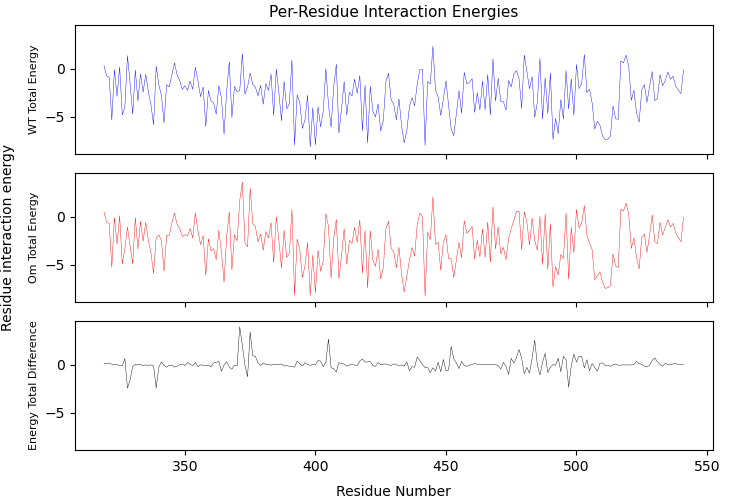 Per-Residue Interaction Energies
Residue interaction energy
WT Total Energy
0
−5
Om Total Energy
0
−5
Energy Total Difference
0
−5
350 400 450 500 550
Residue Number